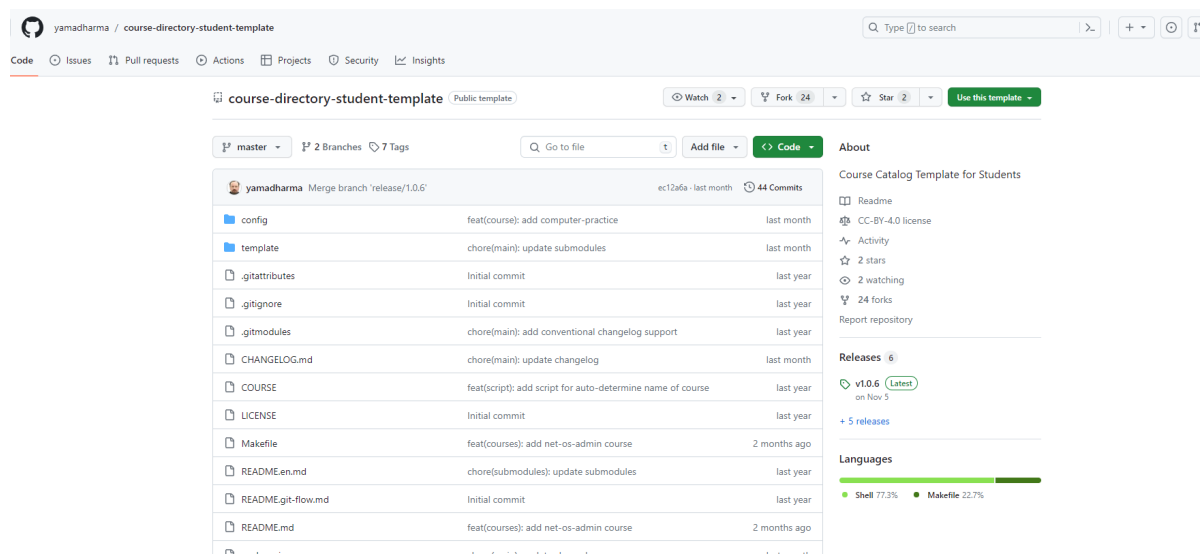 yamadharma / course-directory-student-template
Type / to search
Code Issues Pull requests Actions Projects Security Insights
course-directory-student-template Public template
Watch 2 Fork 24 Star 2 Use this template
master 2 Branches 7 Tags Go to file t Add file <> Code
yamadharma Merge branch 'release/1.0.6' ec12a6a · last month 44 Commits
config feat(course): add computer-practice last month
template chore(main): update submodules last month
.gitattributes Initial commit last year
.gitignore Initial commit last year
.gitmodules chore(main): add conventional changelog support last year
CHANGELOG.md chore(main): update changelog last month
COURSE feat(script): add script for auto-determine name of course last year
LICENSE Initial commit last year
Makefile feat(courses): add net-os-admin course 2 months ago
README.en.md chore(submodules): update submodules last year
README.git-flow.md Initial commit last year
README.md feat(courses): add net-os-admin course 2 months ago
About
Course Catalog Template for Students
Readme
CC-BY-4.0 license
Activity
2 stars
2 watching
24 forks
Report repository
Releases 6
v1.0.6 Latest
on Nov 5
+ 5 releases
Languages
Shell 77.3% Makefile 22.7%